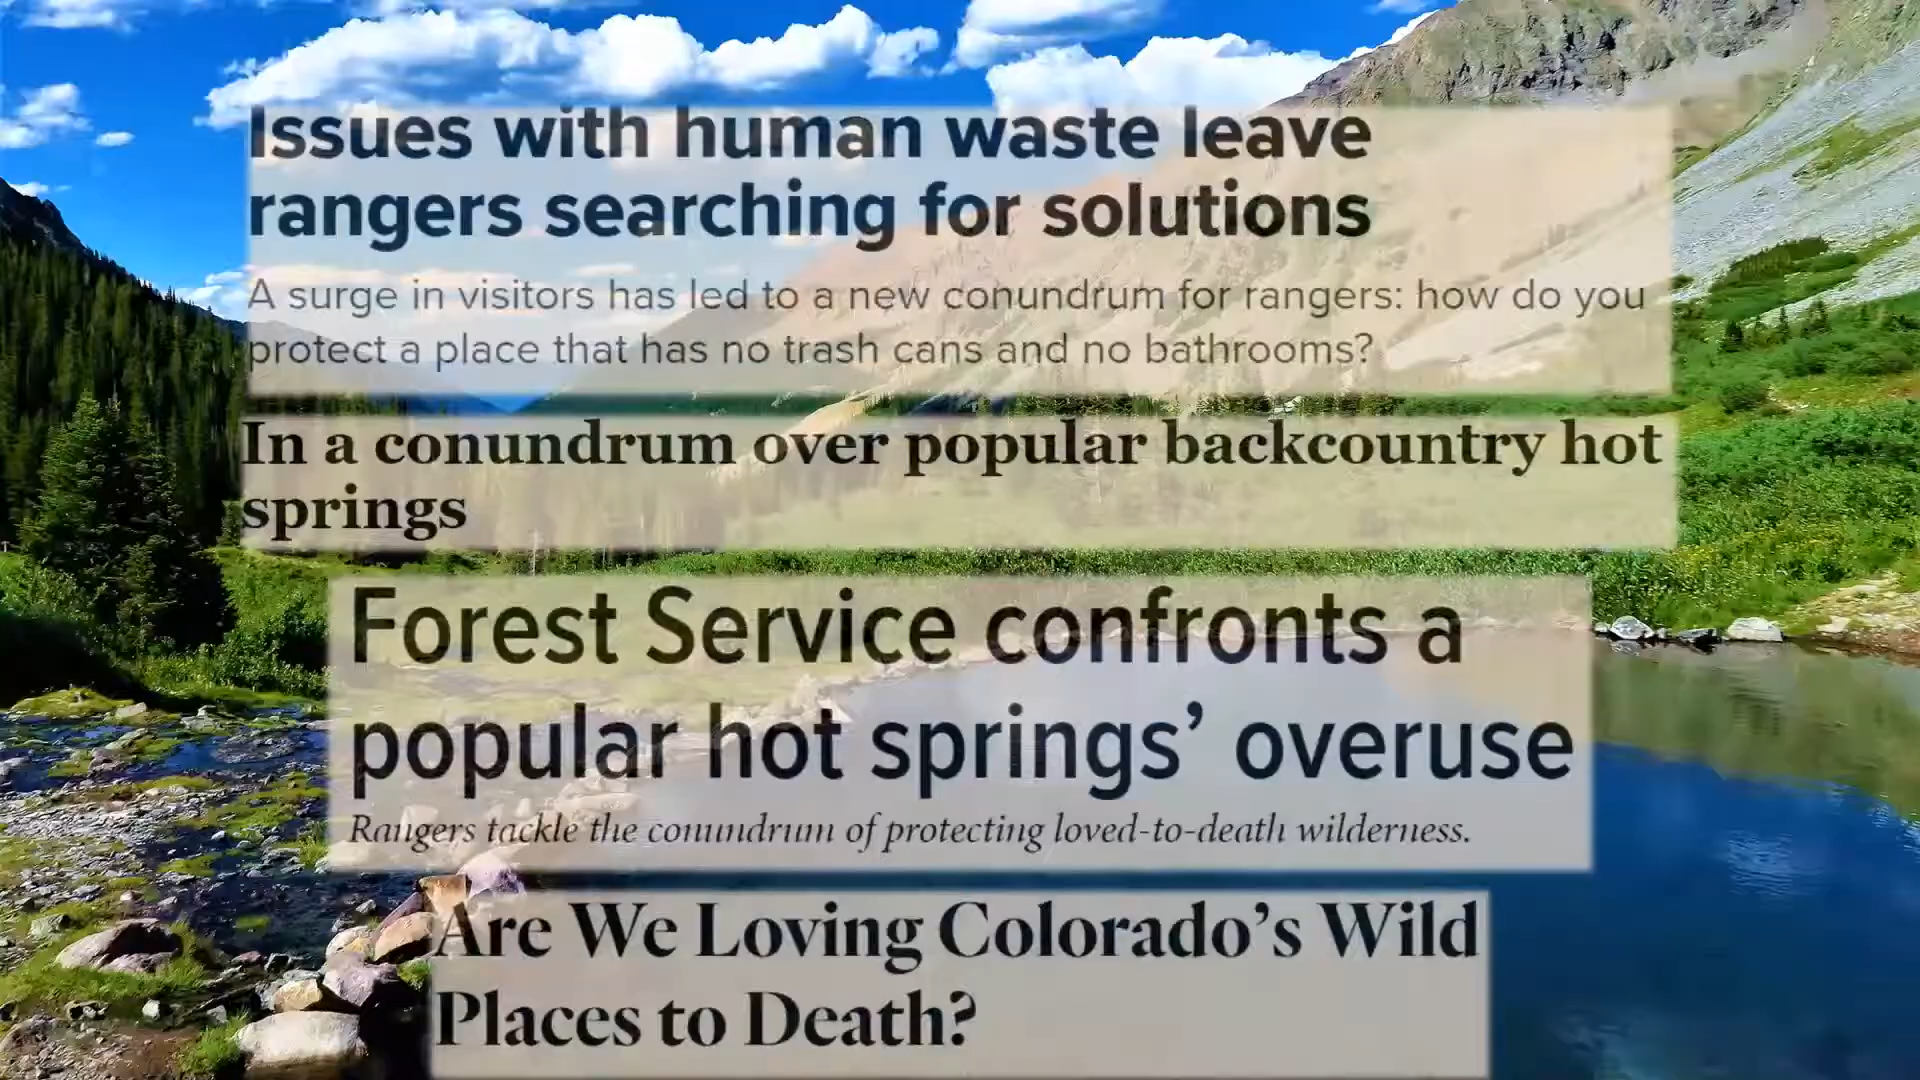 Issues with human waste leave
rangers searching for solutions
A surge in visitors has led to a new conundrum for rangers: how do you
protect a place that has no trash cans and no bathrooms?
In a conundrum over popular backcountry hot
springs
Forest Service confronts a
popular hot springs’ overuse
Rangers tackle the conundrum of protecting loved-to-death wilderness.
Are We Loving Colorado’s Wild
Places to Death?